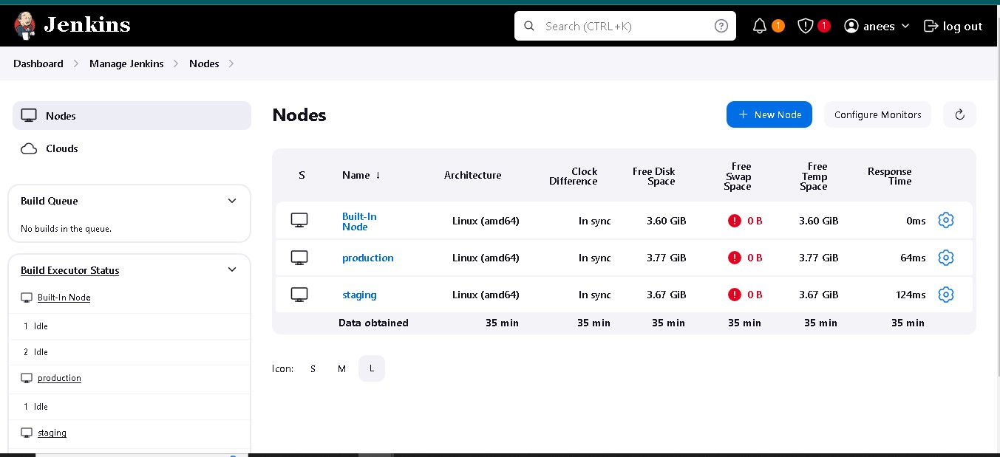 Jenkins
Search (CTRL+K)
1
1
anees
log out
Dashboard
Manage Jenkins
Nodes
Nodes
Clouds
Build Queue
No builds in the queue.
Build Executor Status
Built-In Node
1 Idle
2 Idle
production
1 Idle
staging
Nodes
+ New Node
Configure Monitors
S Name ↓ Architecture Clock Difference Free Disk Space Free Swap Space Free Temp Space Response Time
Built-In Node Linux (amd64) In sync 3.60 GiB 0 B 3.60 GiB 0ms
production Linux (amd64) In sync 3.77 GiB 0 B 3.77 GiB 64ms
staging Linux (amd64) In sync 3.67 GiB 0 B 3.67 GiB 124ms
Data obtained 35 min 35 min 35 min 35 min 35 min 35 min
Icon: S M L